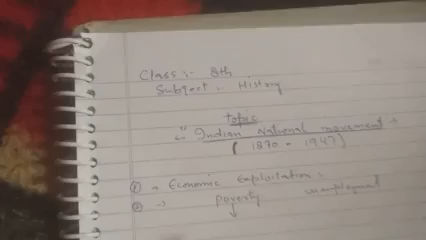 Class :- 8th
Subject : History
topic
" Indian National movement →
( 1870 - 1947)
① → Economic Exploitation :
② → poverty unemployment